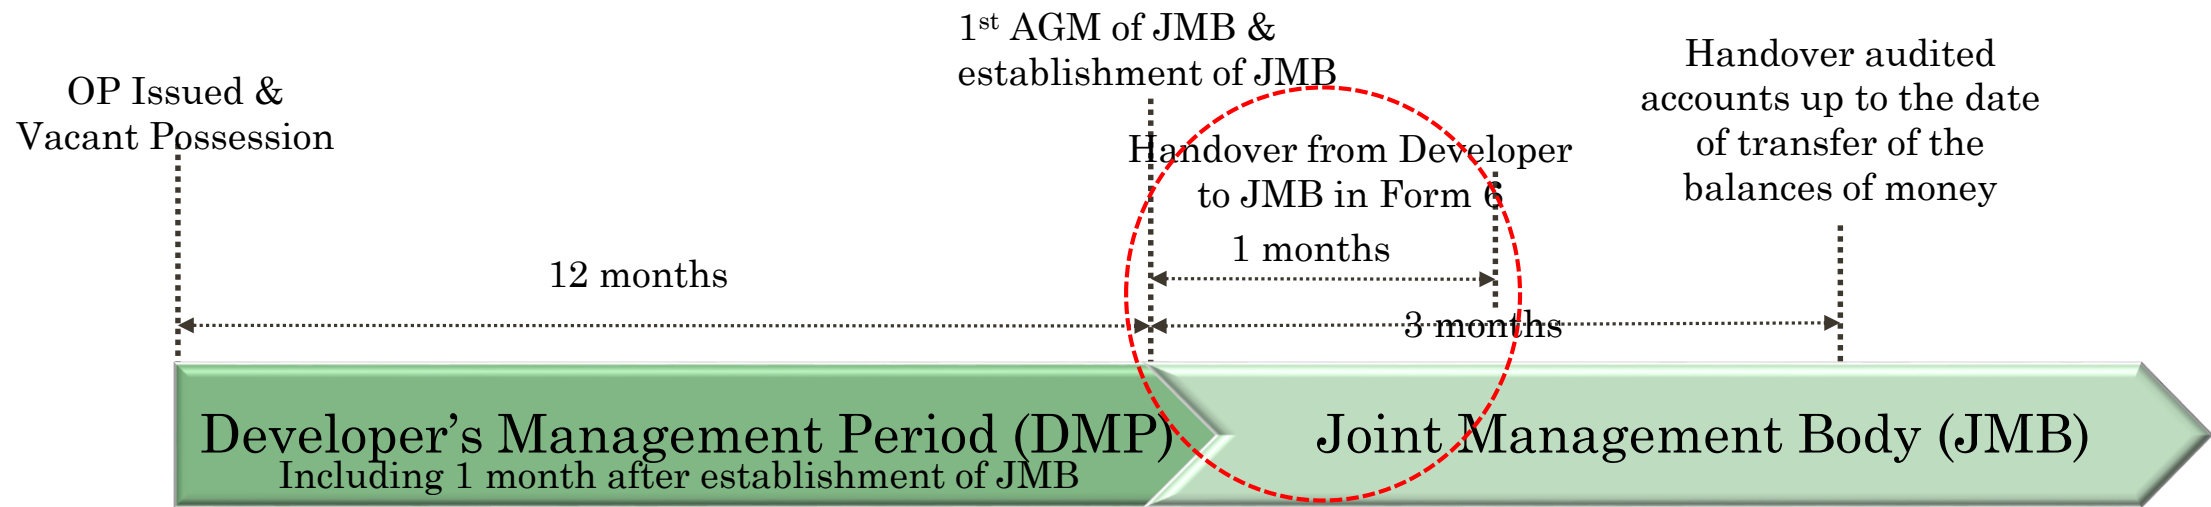 OP Issued &
Vacant Possession
12 months
1st AGM of JMB &
establishment of JMB
Handover from Developer
to JMB in Form 6
1 months
3 months
Handover audited
accounts up to the date
of transfer of the
balances of money
Developer’s Management Period (DMP)
Including 1 month after establishment of JMB
Joint Management Body (JMB)